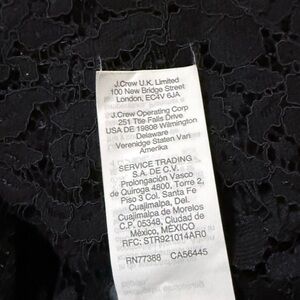 J.Crew U.K. Limited
100 New Bridge Street
London, EC4V 6JA
J.Crew Operating Corp
251 Ttle Falls Drive
USA DE 19808 Wilmington
Delaware
Verenidge Staten Van
Amerika
SERVICE TRADING
S.A. DE C.V.
Prolongación Vasco
de Quiroga 4800, Torre 2,
Piso 3 Col. Santa Fe
Cuajimalpa, Del.
Cuajimalpa de Morelos
C.P. 05348, Ciudad de
México, MÉXICO
RFC: STR921014AR0
RN77388 CA56445